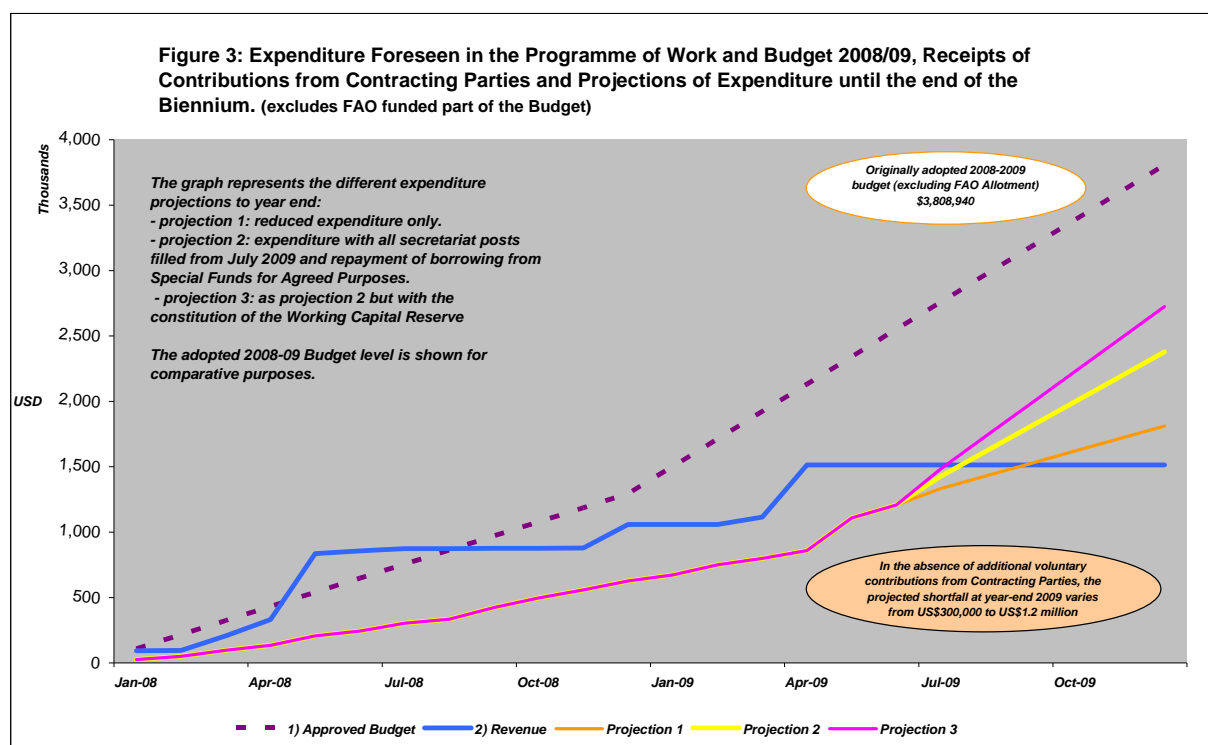 Figure 3: Expenditure Foreseen in the Programme of Work and Budget 2008/09, Receipts of
Contributions from Contracting Parties and Projections of Expenditure until the end of the
Biennium. (excludes FAO funded part of the Budget)
Thousands
4,000
3,500
3,000
2,500
2,000
USD
1,500
1,000
500
0
The graph represents the different expenditure
projections to year end:
- projection 1: reduced expenditure only.
- projection 2: expenditure with all secretariat posts
filled from July 2009 and repayment of borrowing from
Special Funds for Agreed Purposes.
- projection 3: as projection 2 but with the
constitution of the Working Capital Reserve
The adopted 2008-09 Budget level is shown for
comparative purposes.
Originally adopted 2008-2009
budget (excluding FAO Allotment)
$3,808,940
In the absence of additional voluntary
contributions from Contracting Parties, the
projected shortfall at year-end 2009 varies
from US$300,000 to US$1.2 million
Jan-08 Apr-08 Jul-08 Oct-08 Jan-09 Apr-09 Jul-09 Oct-09
1) Approved Budget 2) Revenue Projection 1 Projection 2 Projection 3